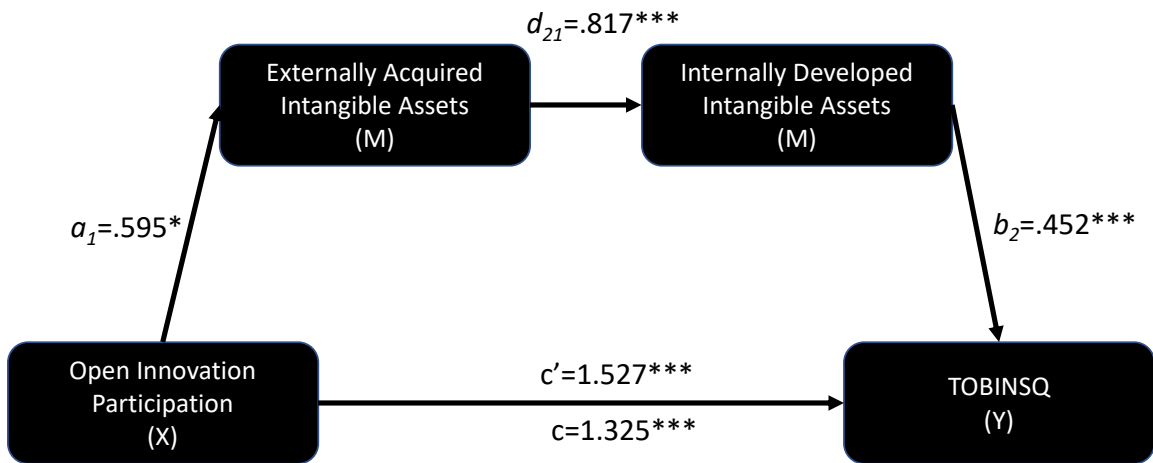 d21=.817***
Externally Acquired
Intangible Assets
(M)
Internally Developed
Intangible Assets
(M)
a1=.595*
b2=.452***
Open Innovation
Participation
(X)
c’=1.527***
c=1.325***
TOBINSQ
(Y)